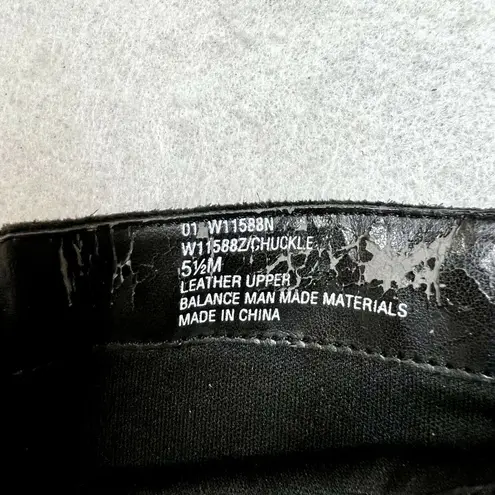 01 W11588N
W11588Z/CHUCKLE
5½M
LEATHER UPPER
BALANCE MAN MADE MATERIALS
MADE IN CHINA